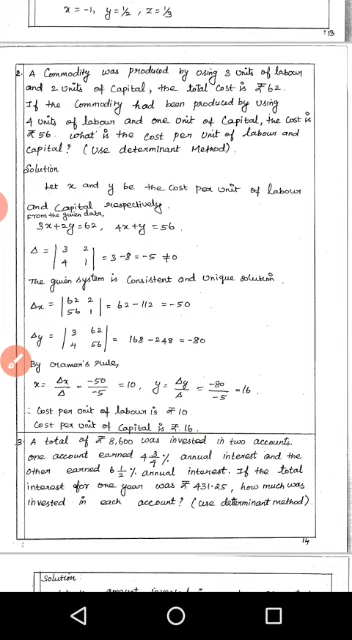 x = -1, y = 1/2, z = 1/3
13
2. A Commodity was produced by using 3 units of labour
and 2 units of Capital, the total cost is ₹ 62.
If the Commodity had been produced by using
4 units of labour and one unit of Capital, the cost is
₹ 56. What is the cost per unit of labour and
capital? (Use determinant Method).
Solution
Let x and y be the cost per unit of labour
and Capital respectively.
From the given data,
3x+2y=62, 4x+y=56.
Δ = | 3 2 |
| 4 1 | = 3-8 = -5 ≠0
The given system is Consistent and Unique solution.
Δx = | 62 2 |
| 56 1 | = 62-112 = -50
Δy = | 3 62 |
| 4 56 | = 168-248 = -80
By cramer's rule,
x = Δx/Δ = -50/-5 = 10, y = Δy/Δ = -80/-5 = 16.
∴ Cost per unit of labour is ₹ 10
Cost per unit of Capital is ₹ 16.
3. A total of ₹ 8,600 was invested in two accounts.
One account earned 4 3/4 % annual interest and the
other earned 6 1/2 % annual interest. If the total
interest for one year was ₹ 431.25, how much was
invested in each account? (Use determinant method)
14
Solution